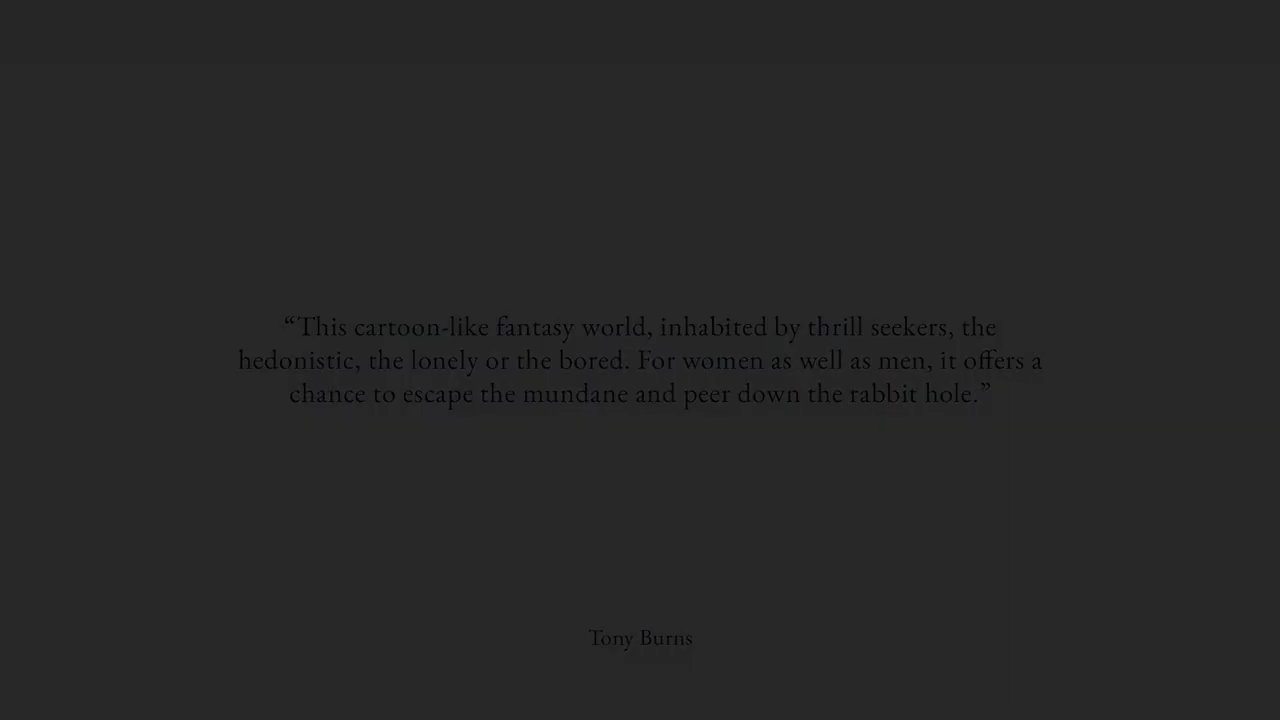 “This cartoon-like fantasy world, inhabited by thrill seekers, the
hedonistic, the lonely or the bored. For women as well as men, it offers a
chance to escape the mundane and peer down the rabbit hole.”
Tony Burns